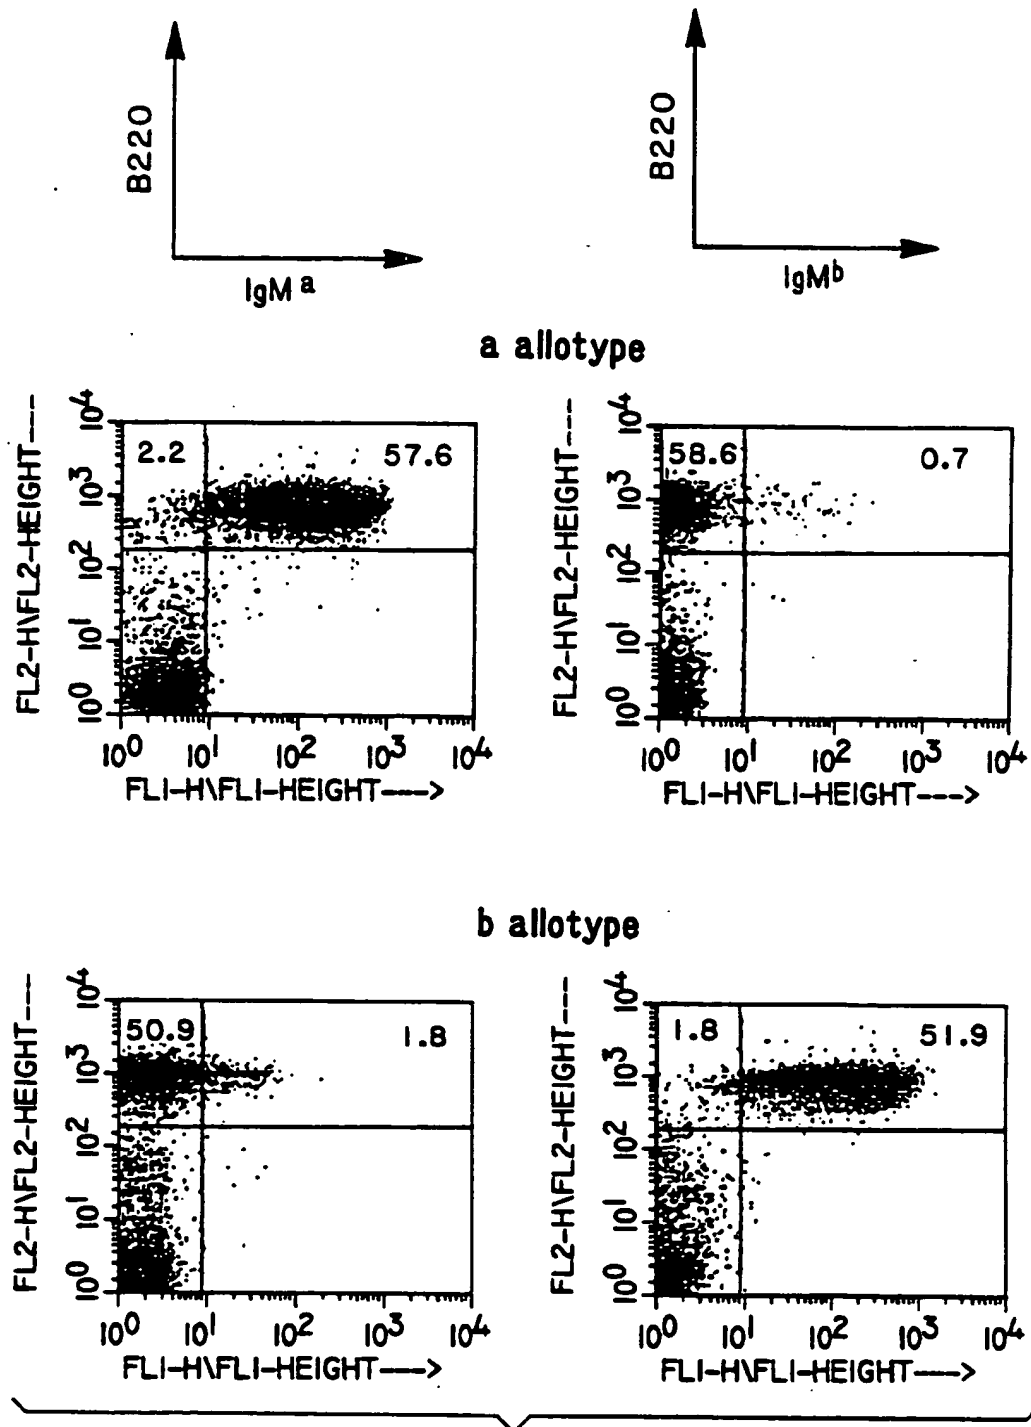 B220
IgM a
B220
IgM b
a allotype
FL2-H\FL2-HEIGHT---
10^4
10^3
10^2
10^1
10^0
2.2
57.6
10^0 10^1 10^2 10^3 10^4
FL1-H\FL1-HEIGHT--->
FL2-H\FL2-HEIGHT---
10^4
10^3
10^2
10^1
10^0
58.6
0.7
10^0 10^1 10^2 10^3 10^4
FL1-H\FL1-HEIGHT--->
b allotype
FL2-H\FL2-HEIGHT---
10^4
10^3
10^2
10^1
10^0
50.9
1.8
10^0 10^1 10^2 10^3 10^4
FL1-H\FL1-HEIGHT--->
FL2-H\FL2-HEIGHT---
10^4
10^3
10^2
10^1
10^0
1.8
51.9
10^0 10^1 10^2 10^3 10^4
FL1-H\FL1-HEIGHT--->